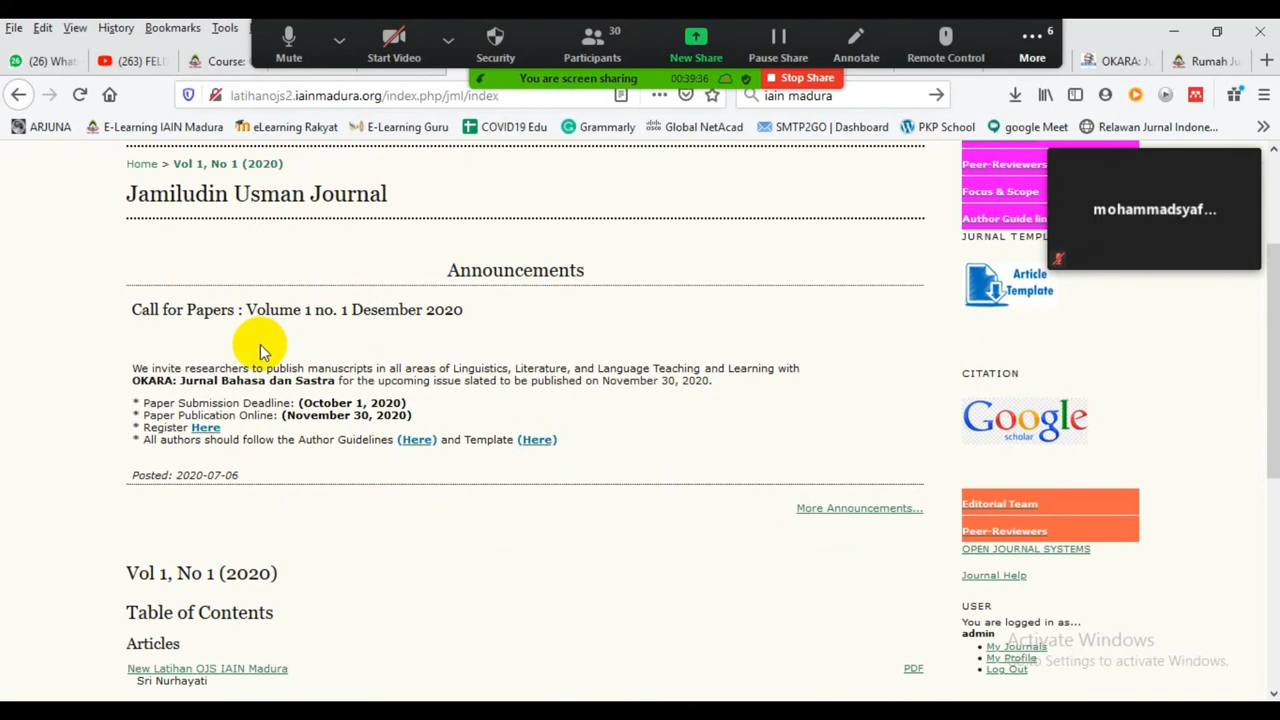 File Edit View History Bookmarks Tools
Mute
Start Video
Security
Participants 30
New Share
Pause Share
Annotate
Remote Control
More 6
You are screen sharing 00:39:36 Stop Share
(26) What
(263) FELL
Course:
OKARA: J
Rumah Ju
latihanojs2.iainmadura.org/index.php/jml/index
iain madura
ARJUNA E-Learning IAIN Madura eLearning Rakyat E-Learning Guru COVID19 Edu Grammarly Global NetAcad SMTP2GO | Dashboard PKP School google Meet Relawan Jurnal Indone...
Home > Vol 1, No 1 (2020)
Jamiludin Usman Journal
Announcements
Call for Papers : Volume 1 no. 1 Desember 2020
We invite researchers to publish manuscripts in all areas of Linguistics, Literature, and Language Teaching and Learning with
OKARA: Jurnal Bahasa dan Sastra for the upcoming issue slated to be published on November 30, 2020.
* Paper Submission Deadline: (October 1, 2020)
* Paper Publication Online: (November 30, 2020)
* Register Here
* All authors should follow the Author Guidelines (Here) and Template (Here)
Posted: 2020-07-06
More Announcements...
Vol 1, No 1 (2020)
Table of Contents
Articles
New Latihan OJS IAIN Madura PDF
Sri Nurhayati
Peer-Reviewers
Focus & Scope
Author Guide lin
JURNAL TEMPL
mohammadsyaf...
Article
Template
CITATION
Google
scholar
Editorial Team
Peer-Reviewers
OPEN JOURNAL SYSTEMS
Journal Help
USER
You are logged in as...
admin
My Journals
My Profile
Log Out
Activate Windows
to Settings to activate Windows.